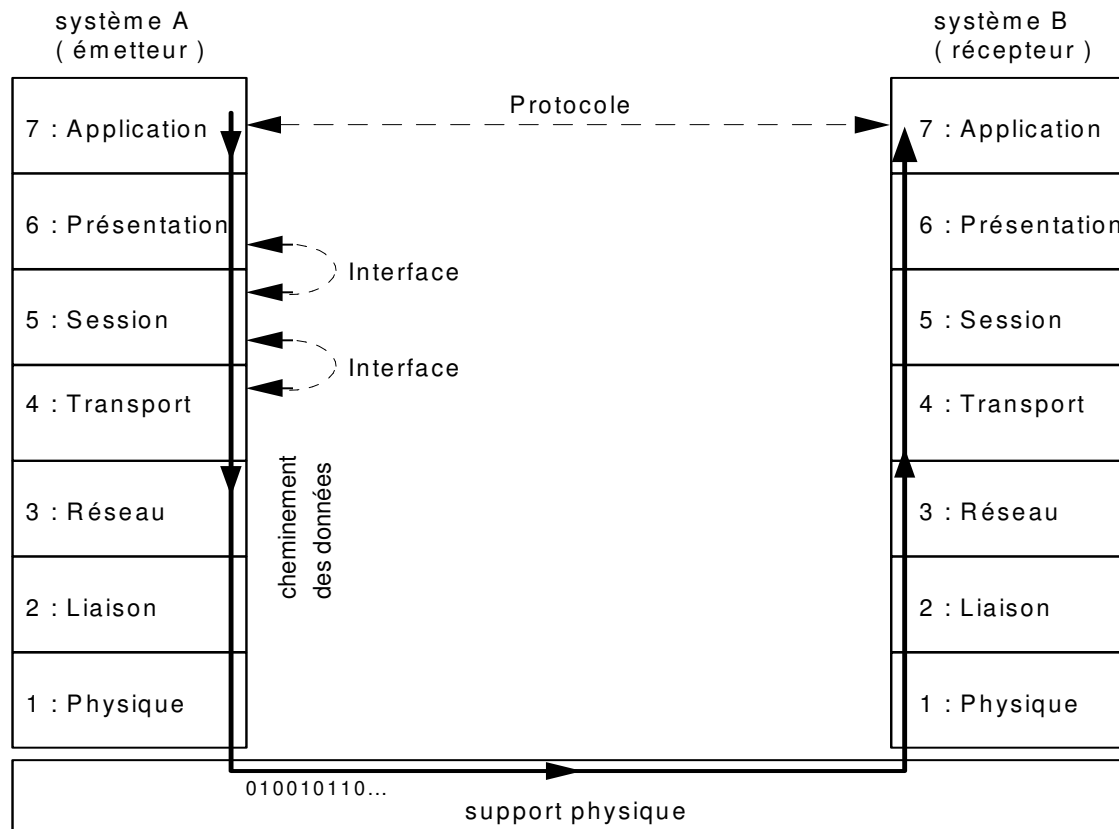 système A
( émetteur )
système B
( récepteur )
Protocole
7 : Application
7 : Application
6 : Présentation
6 : Présentation
Interface
5 : Session
5 : Session
Interface
4 : Transport
4 : Transport
cheminement
des données
3 : Réseau
3 : Réseau
2 : Liaison
2 : Liaison
1 : Physique
1 : Physique
010010110...
support physique